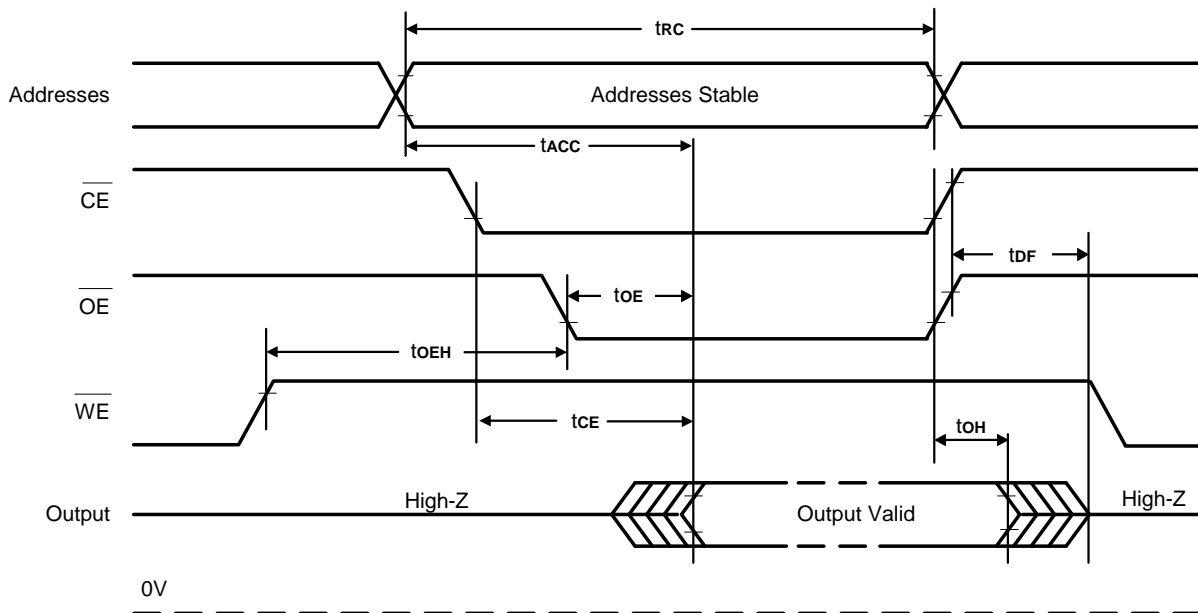 tRC
Addresses
Addresses Stable
tACC
CE
tDF
OE
tOE
tOEH
WE
tCE
tOH
High-Z
High-Z
Output
Output Valid
0V